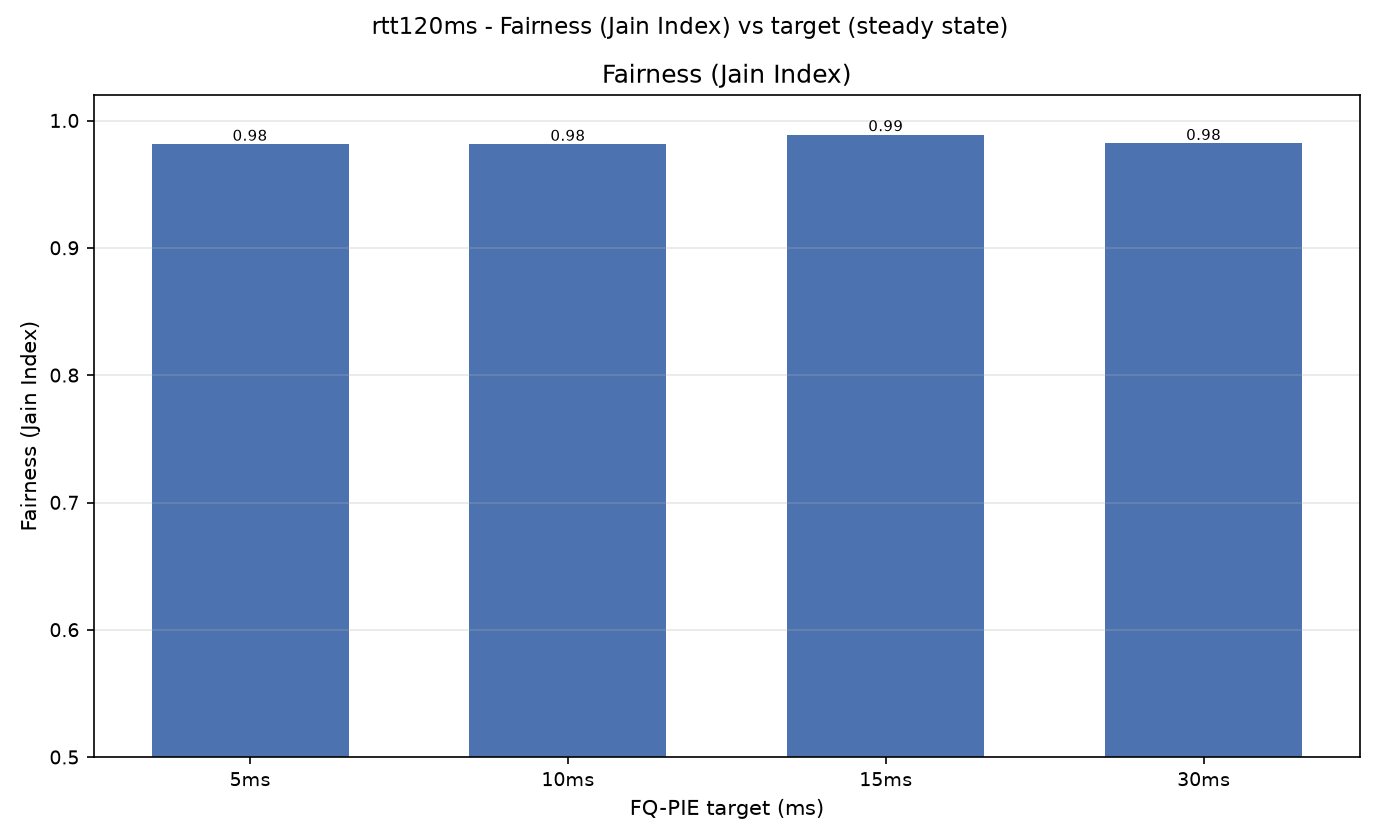 rtt120ms - Fairness (Jain Index) vs target (steady state)
Fairness (Jain Index)
1.0
0.9
0.8
0.7
0.6
0.5
Fairness (Jain Index)
0.98
0.98
0.99
0.98
5ms
10ms
15ms
30ms
FQ-PIE target (ms)